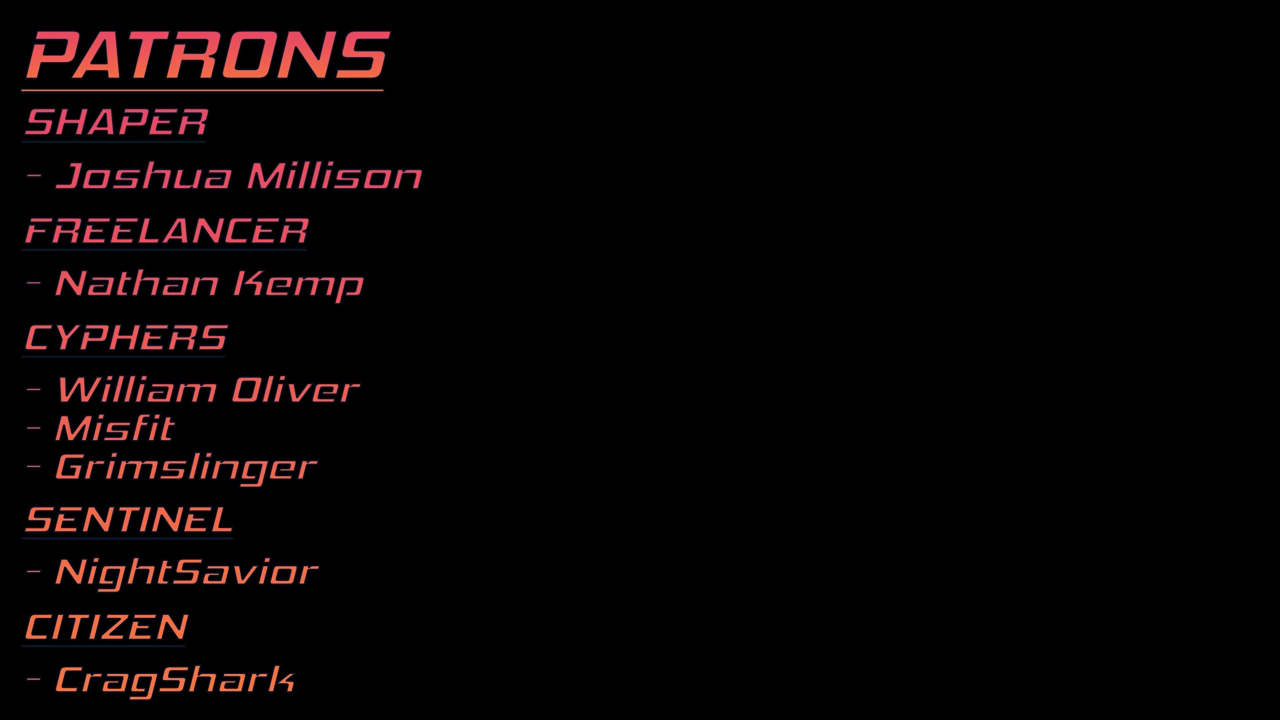 PATRONS
SHAPER
- Joshua Millison
FREELANCER
- Nathan Kemp
CYPHERS
- William Oliver
- Misfit
- Grimslinger
SENTINEL
- NightSavior
CITIZEN
- CragShark